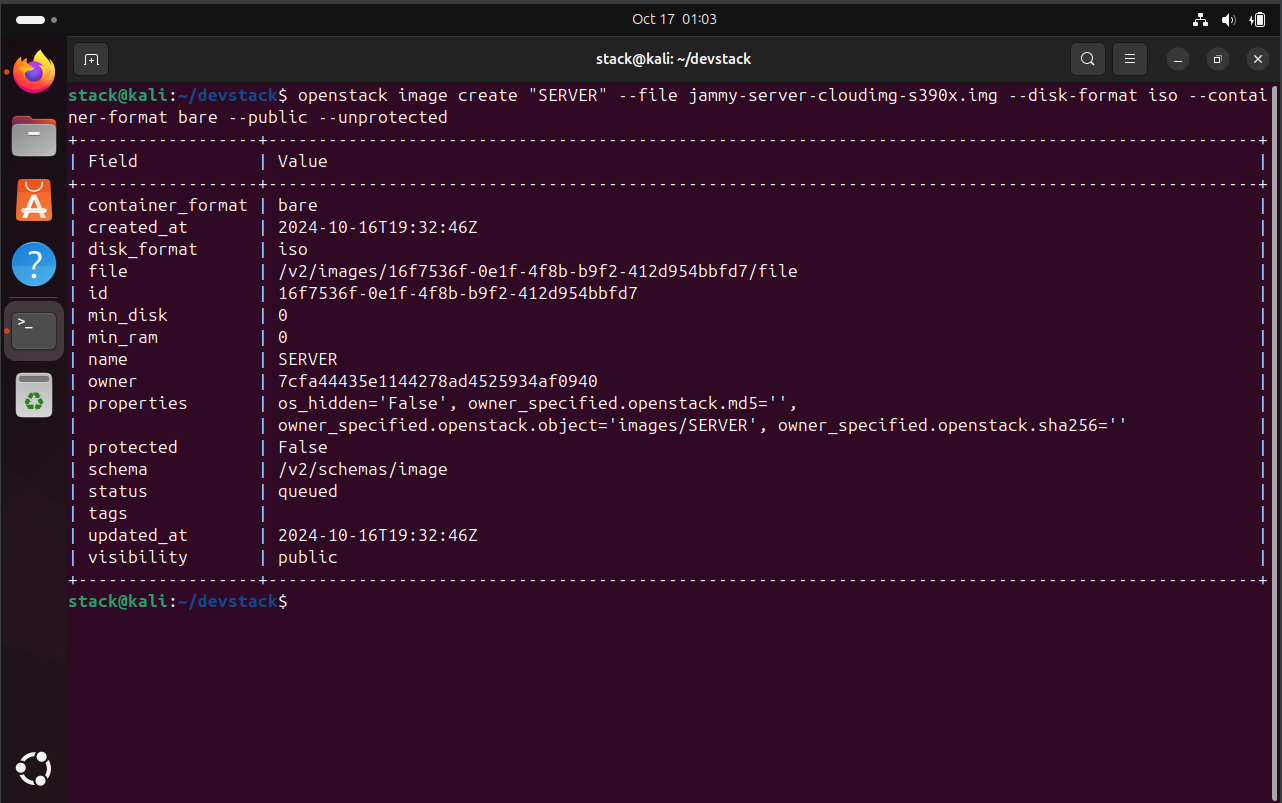 Oct 17 01:03
stack@kali: ~/devstack
stack@kali:~/devstack$ openstack image create "SERVER" --file jammy-server-cloudimg-s390x.img --disk-format iso --contai
ner-format bare --public --unprotected
+------------------+----------------------------------------------------------------------------------------------------+
| Field            | Value                                                                                              |
+------------------+----------------------------------------------------------------------------------------------------+
| container_format | bare                                                                                               |
| created_at       | 2024-10-16T19:32:46Z                                                                               |
| disk_format      | iso                                                                                                |
| file             | /v2/images/16f7536f-0e1f-4f8b-b9f2-412d954bbfd7/file                                               |
| id               | 16f7536f-0e1f-4f8b-b9f2-412d954bbfd7                                                               |
| min_disk         | 0                                                                                                  |
| min_ram          | 0                                                                                                  |
| name             | SERVER                                                                                             |
| owner            | 7cfa44435e1144278ad4525934af0940                                                                   |
| properties       | os_hidden='False', owner_specified.openstack.md5='',                                               |
|                  | owner_specified.openstack.object='images/SERVER', owner_specified.openstack.sha256=''              |
| protected        | False                                                                                              |
| schema           | /v2/schemas/image                                                                                  |
| status           | queued                                                                                             |
| tags             |                                                                                                    |
| updated_at       | 2024-10-16T19:32:46Z                                                                               |
| visibility       | public                                                                                             |
+------------------+----------------------------------------------------------------------------------------------------+
stack@kali:~/devstack$